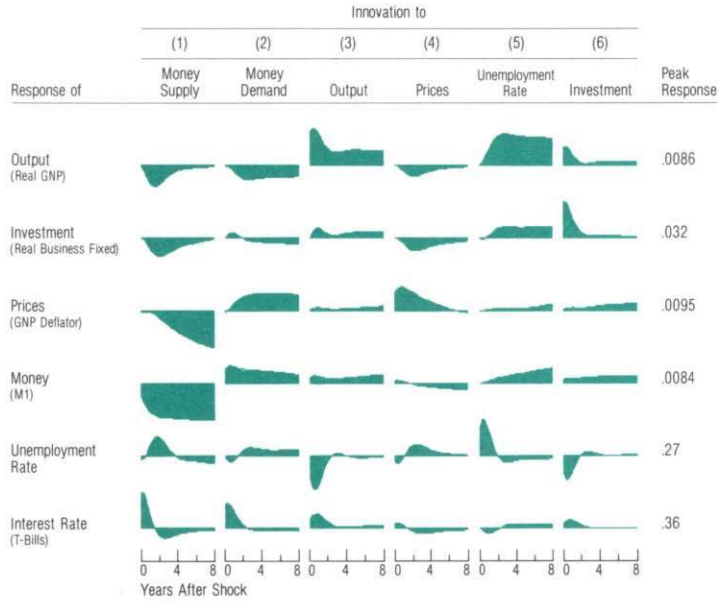 Innovation to
(1) (2) (3) (4) (5) (6)
Response of Money Supply Money Demand Output Prices Unemployment Rate Investment Peak Response
Output
(Real GNP)
.0086
Investment
(Real Business Fixed)
.032
Prices
(GNP Deflator)
.0095
Money
(M1)
.0084
Unemployment
Rate
.27
Interest Rate
(T-Bills)
.36
0 4 8 0 4 8 0 4 8 0 4 8 0 4 8 0 4 8
Years After Shock